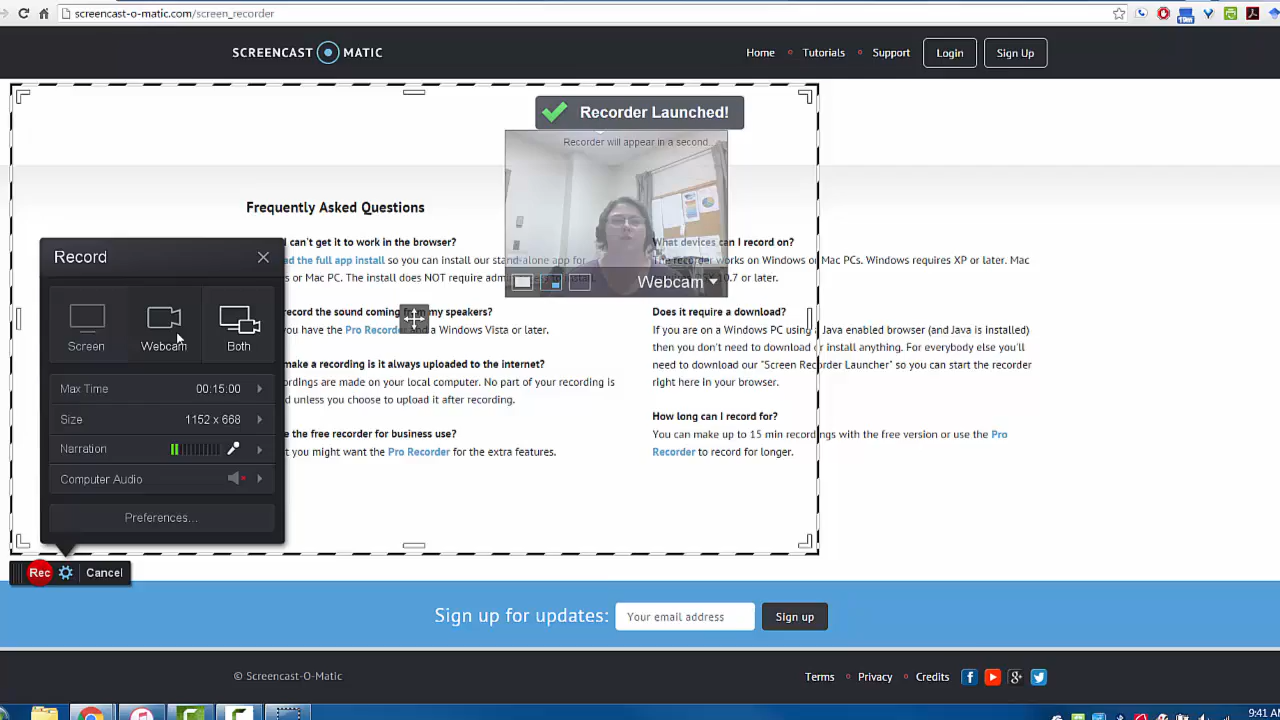 screencast-o-matic.com/screen_recorder
19m
SCREENCAST O MATIC
Home
Tutorials
Support
Login
Sign Up
Recorder Launched!
Recorder will appear in a second
Webcam
Frequently Asked Questions
I can't get it to work in the browser?
the full app install so you can install our stand-alone app for
or Mac PC. The install does NOT require
record the sound coming from my speakers?
you have the Pro Recorder and a Windows Vista or later.
make a recording is it always uploaded to the internet?
recordings are made on your local computer. No part of your recording is
unless you choose to upload it after recording.
the free recorder for business use?
you might want the Pro Recorder for the extra features.
What devices can I record on?
The recorder works on Windows or Mac PCs. Windows requires XP or later. Mac
10.7 or later.
Does it require a download?
If you are on a Windows PC using a Java enabled browser (and Java is installed)
then you don't need to download or install anything. For everybody else you'll
need to download our "Screen Recorder Launcher" so you can start the recorder
right here in your browser.
How long can I record for?
You can make up to 15 min recordings with the free version or use the Pro
Recorder to record for longer.
Record
Screen
Webcam
Both
Max Time 00:15:00
Size 1152 x 668
Narration
Computer Audio
Preferences...
Rec
Cancel
Sign up for updates:
Your email address
Sign up
© Screencast-O-Matic
Terms
Privacy
Credits
9:41